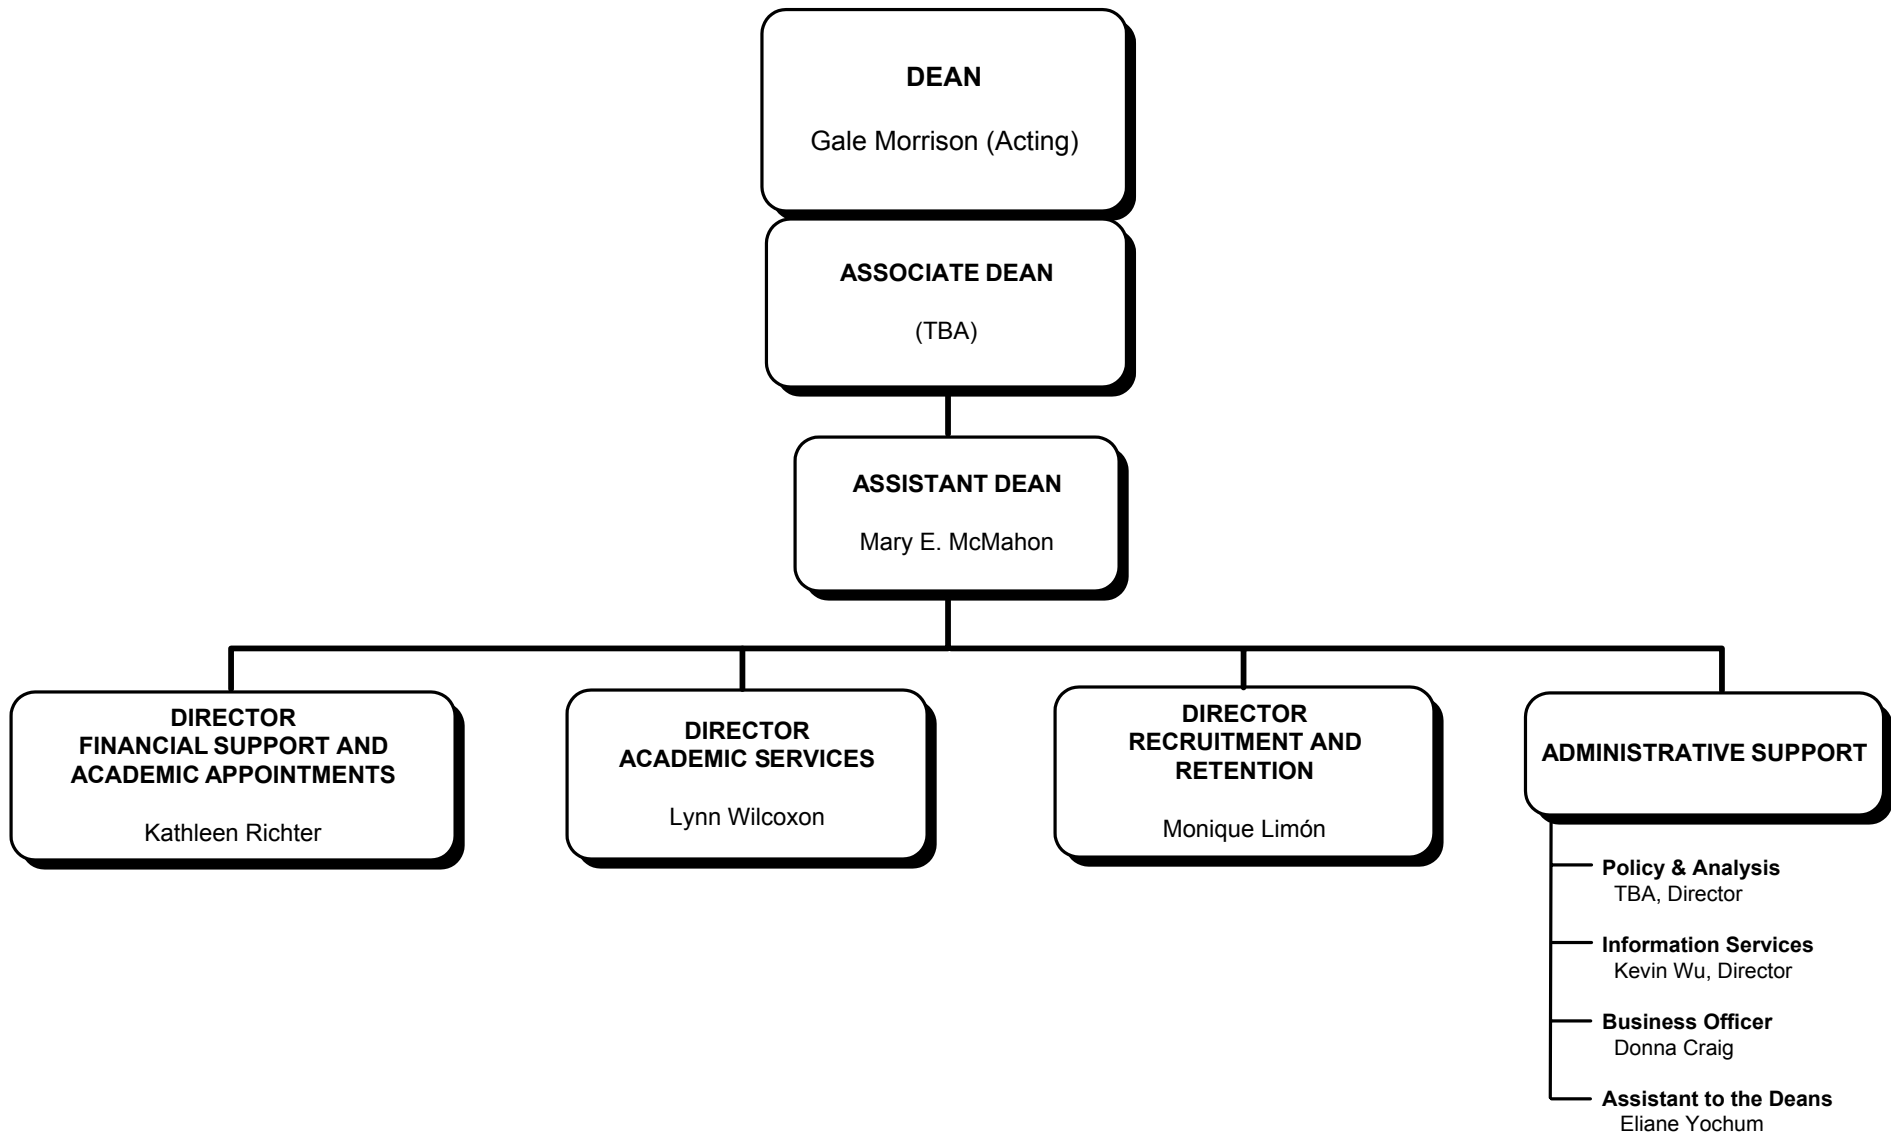 DEAN
Gale Morrison (Acting)
ASSOCIATE DEAN
(TBA)
ASSISTANT DEAN
Mary E. McMahon
DIRECTOR
FINANCIAL SUPPORT AND
ACADEMIC APPOINTMENTS
Kathleen Richter
DIRECTOR
ACADEMIC SERVICES
Lynn Wilcoxon
DIRECTOR
RECRUITMENT AND
RETENTION
Monique Limón
ADMINISTRATIVE SUPPORT
Policy & Analysis
TBA, Director
Information Services
Kevin Wu, Director
Business Officer
Donna Craig
Assistant to the Deans
Eliane Yochum